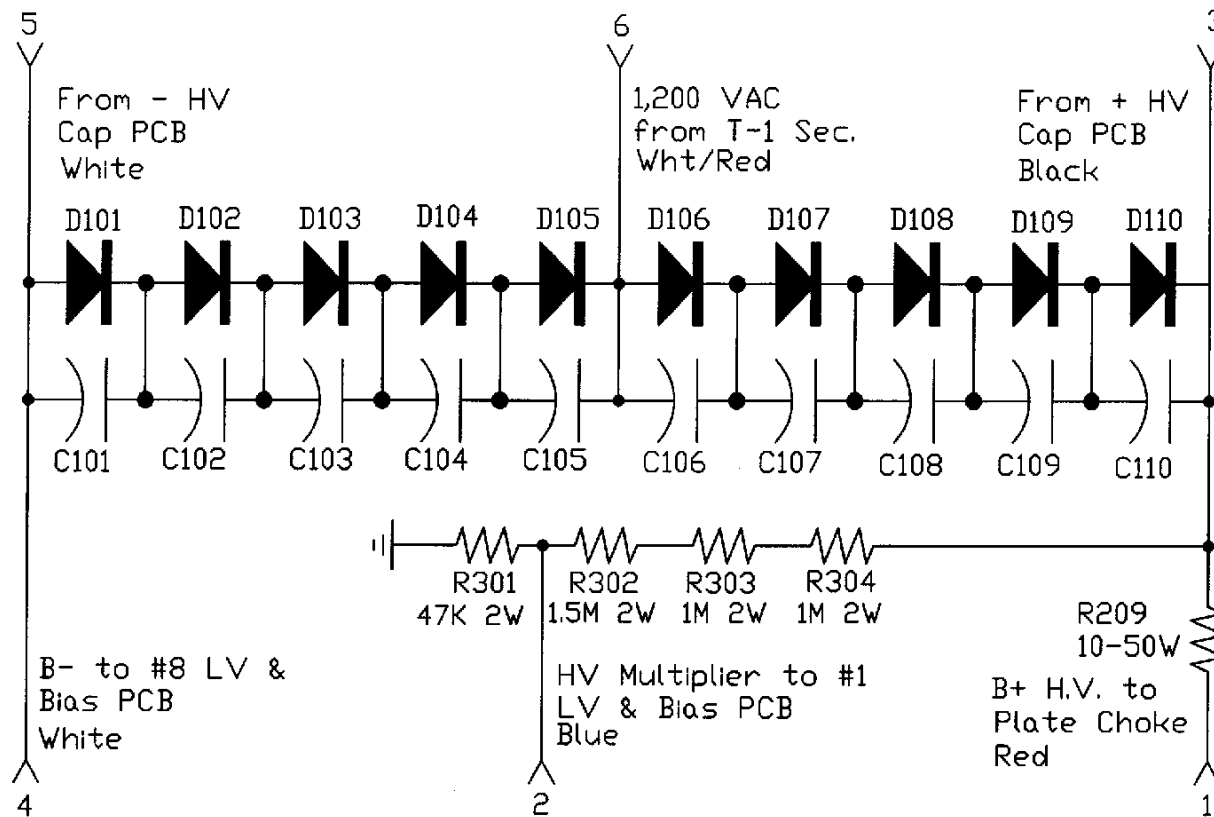 5
6
3
From - HV
Cap PCB
White
1,200 VAC
from T-1 Sec.
Wht/Red
From + HV
Cap PCB
Black
D101
D102
D103
D104
D105
D106
D107
D108
D109
D110
C101
C102
C103
C104
C105
C106
C107
C108
C109
C110
R301
47K 2W
R302
1.5M 2W
R303
1M 2W
R304
1M 2W
R209
10-50W
B- to #8 LV &
Bias PCB
White
HV Multiplier to #1
LV & Bias PCB
Blue
B+ H.V. to
Plate Choke
Red
4
2
1